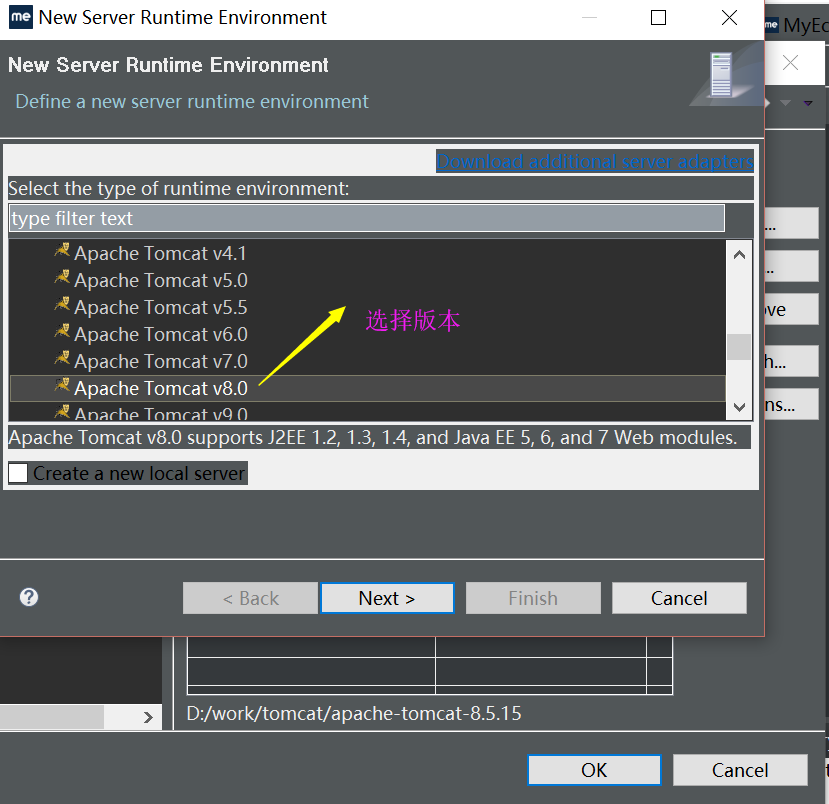 me New Server Runtime Environment
me MyEc
New Server Runtime Environment
Define a new server runtime environment
Download additional server adapters
Select the type of runtime environment:
type filter text
Apache Tomcat v4.1
Apache Tomcat v5.0
Apache Tomcat v5.5
Apache Tomcat v6.0
Apache Tomcat v7.0
Apache Tomcat v8.0
Apache Tomcat v9.0
选择版本
...
...
ve
h...
ns...
Apache Tomcat v8.0 supports J2EE 1.2, 1.3, 1.4, and Java EE 5, 6, and 7 Web modules.
Create a new local server
? < Back Next > Finish Cancel
D:/work/tomcat/apache-tomcat-8.5.15
OK Cancel